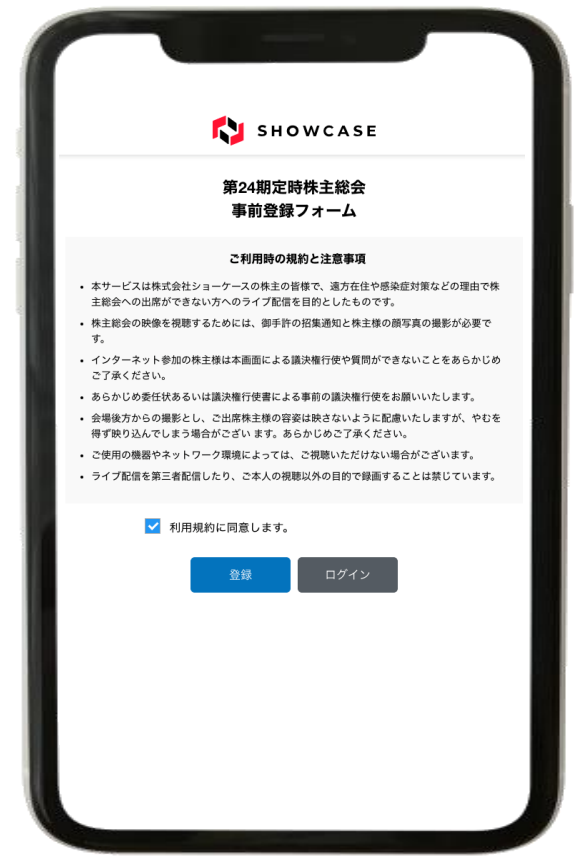 SHOWCASE
第24期定時株主総会
事前登録フォーム
ご利用時の規約と注意事項
• 本サービスは株式会社ショーケースの株主の皆様で、遠方在住や感染症対策などの理由で株
主総会への出席ができない方へのライブ配信を目的としたものです。
• 株主総会の映像を視聴するためには、御手許の招集通知と株主様の顔写真の撮影が必要で
す。
• インターネット参加の株主様は本画面による議決権行使や質問ができないことをあらかじめ
ご了承ください。
• あらかじめ委任状あるいは議決権行使書による事前の議決権行使をお願いいたします。
• 会場後方からの撮影とし、ご出席株主様の容姿は映さないように配慮いたしますが、やむを
得ず映り込んでしまう場合がござい ます。あらかじめご了承ください。
• ご使用の機器やネットワーク環境によっては、ご視聴いただけない場合がございます。
• ライブ配信を第三者配信したり、ご本人の視聴以外の目的で録画することは禁じています。
利用規約に同意します。
登録 ログイン